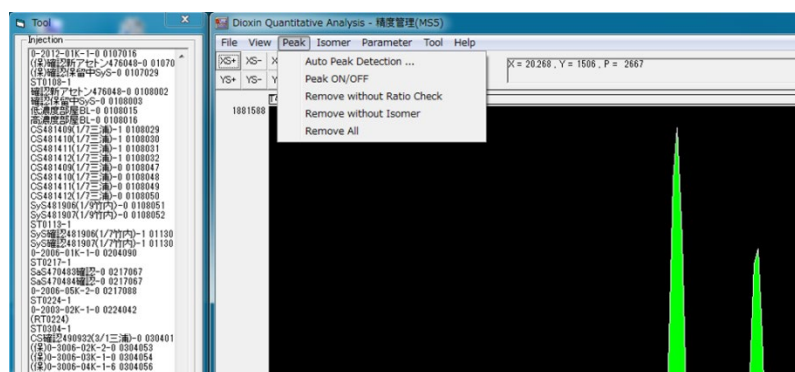 Tool
Injection
0-2012-01K-1-0 0107016
((保)確認新アセトン476048-0 01070
((保)確認保留中SyS-0 0107029
ST0108-1
確認新アセトン476048-0 0108002
確認保留中SyS-0 0108003
低濃度部屋BL-0 0108015
高濃度部屋BL-0 0108016
CS481409(1/7三浦)-1 0108029
CS481410(1/7三浦)-1 0108030
CS481411(1/7三浦)-1 0108031
CS481412(1/7三浦)-1 0108032
CS481409(1/7三浦)-0 0108047
CS481410(1/7三浦)-0 0108048
CS481411(1/7三浦)-0 0108049
CS481412(1/7三浦)-0 0108050
SyS481906(1/9竹内)-0 0108051
SyS481907(1/9竹内)-0 0108052
ST0113-1
SyS確認481906(1/7竹内)-1 01130
SyS確認481907(1/7竹内)-1 01130
0-2006-01K-1-0 0204090
ST0217-1
SaS470483確認-0 0217067
SaS470484確認-0 0217067
0-2006-05K-2-0 0217088
ST0224-1
0-2003-02K-1-0 0224042
(RT0224)
ST0304-1
CS確認490932(3/1三浦)-0 030401
((保)0-3006-02K-2-0 0304053
((保)0-3006-03K-1-0 0304054
((保)0-3006-04K-1-6 0304056
Dioxin Quantitative Analysis - 精度管理(MS5)
File View Peak Isomer Parameter Tool Help
XS+ XS- X
YS+ YS- Y
X = 20.268 , Y = 1506 , P = 2667
Auto Peak Detection ...
Peak ON/OFF
Remove without Ratio Check
Remove without Isomer
Remove All
1881588